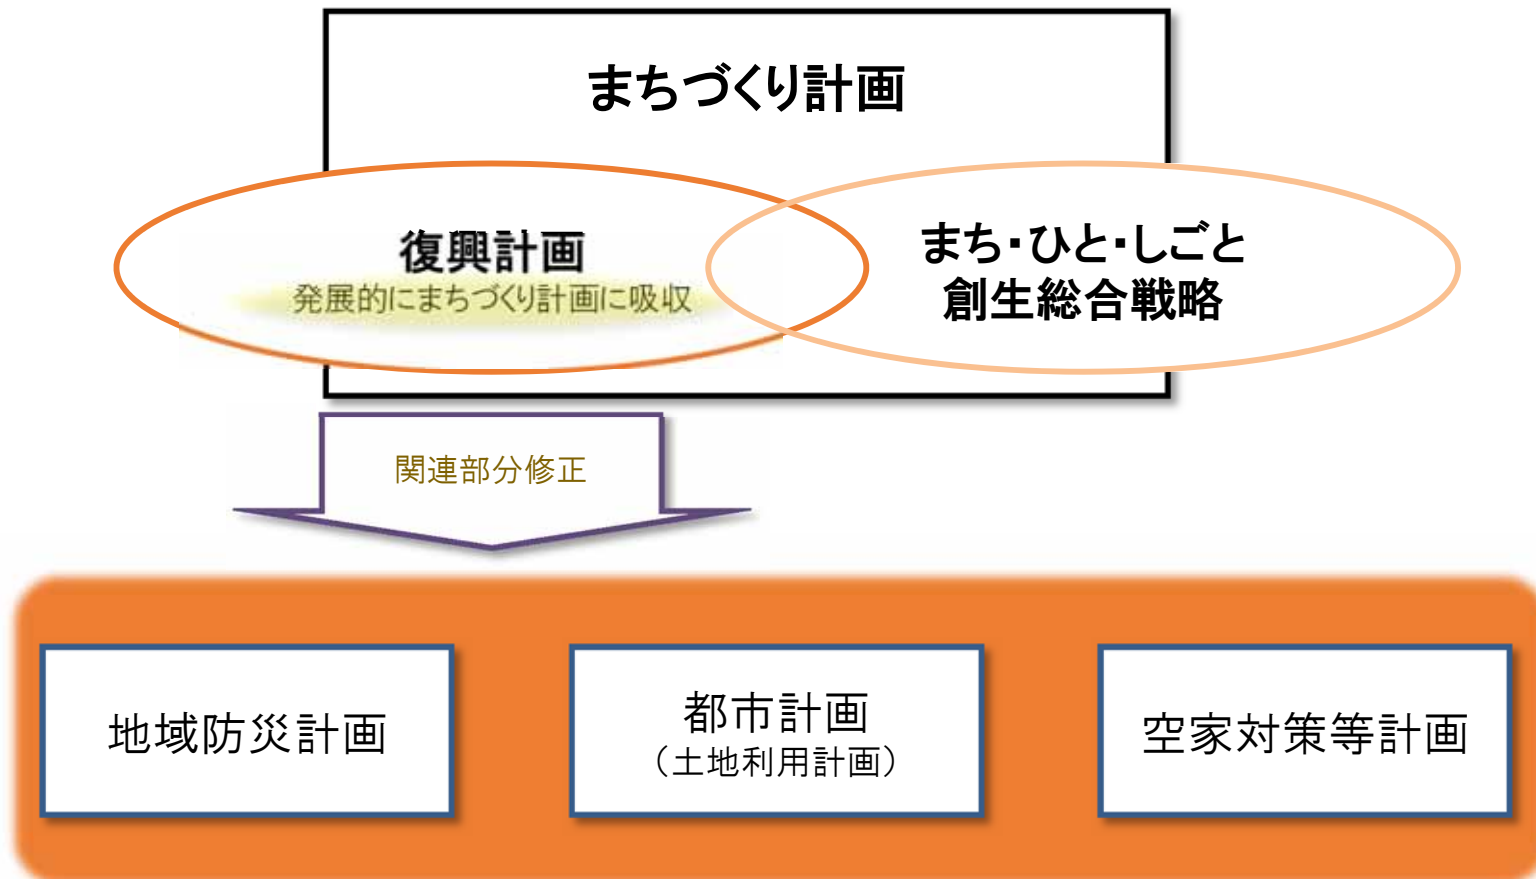 まちづくり計画
復興計画
発展的にまちづくり計画に吸収
まち・ひと・しごと
創生総合戦略
関連部分修正
地域防災計画
都市計画
（土地利用計画）
空家対策等計画